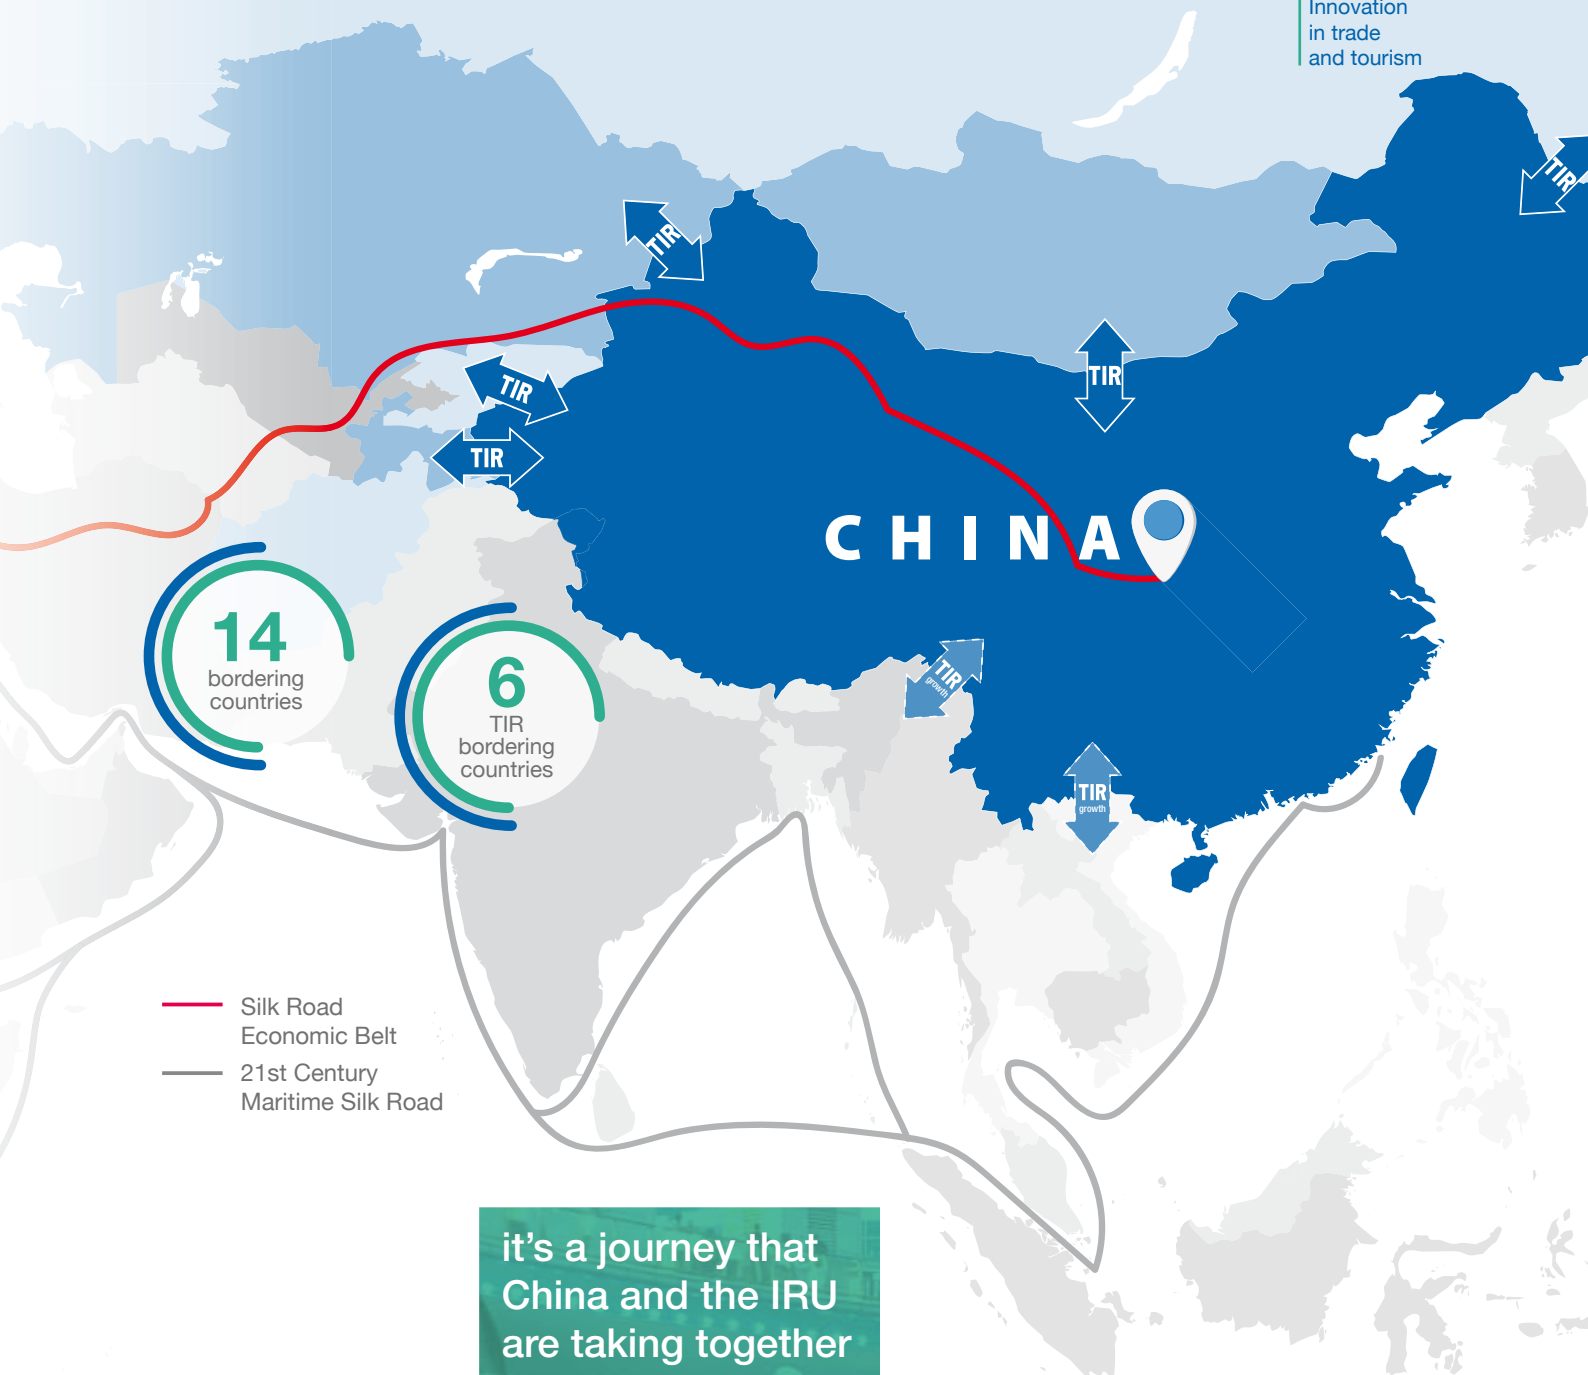 Innovation
in trade
and tourism
TIR
TIR
TIR
TIR
TIR
CHINA
14
bordering
countries
6
TIR
bordering
countries
TIR
growth
TIR
growth
Silk Road
Economic Belt
21st Century
Maritime Silk Road
it's a journey that
China and the IRU
are taking together